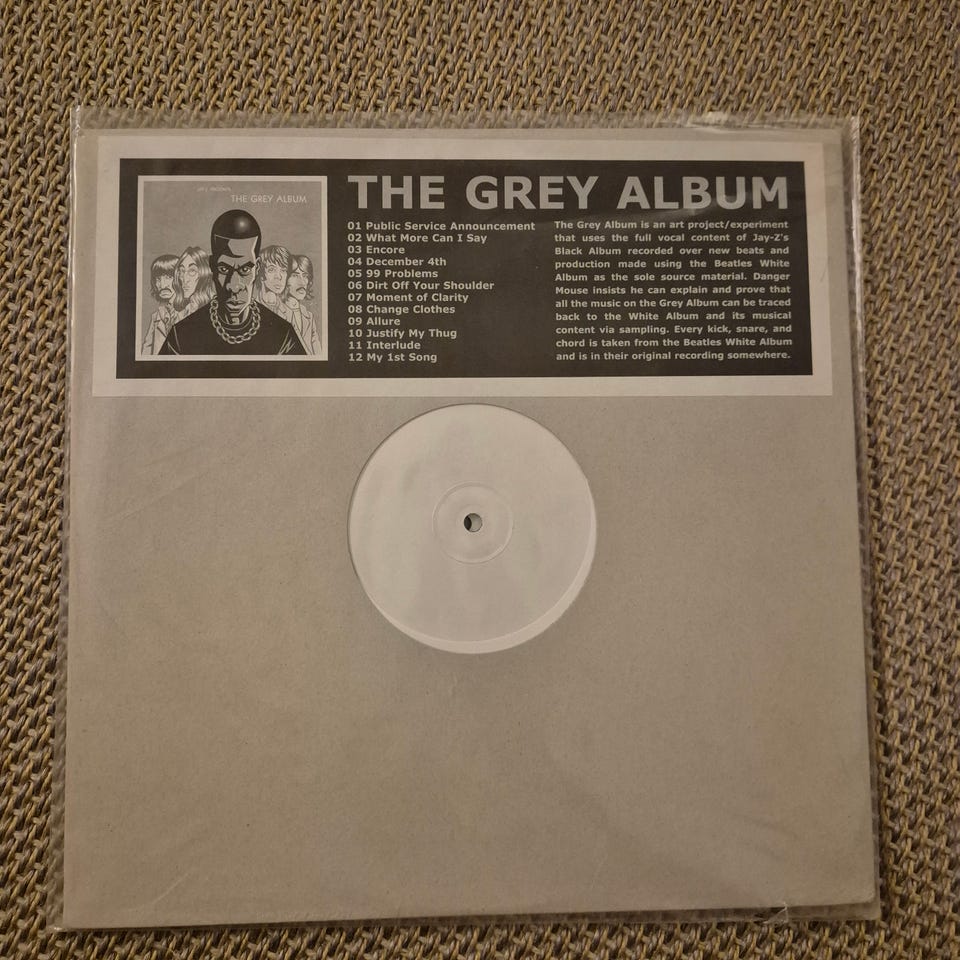 THE GREY ALBUM
THE GREY ALBUM
01 Public Service Announcement
02 What More Can I Say
03 Encore
04 December 4th
05 99 Problems
06 Dirt Off Your Shoulder
07 Moment of Clarity
08 Change Clothes
09 Allure
10 Justify My Thug
11 Interlude
12 My 1st Song
The Grey Album is an art project/experiment
that uses the full vocal content of Jay-Z's
Black Album recorded over new beats and
production made using the Beatles White
Album as the sole source material. Danger
Mouse insists he can explain and prove that
all the music on the Grey Album can be traced
back to the White Album and its musical
content via sampling. Every kick, snare, and
chord is taken from the Beatles White Album
and is in their original recording somewhere.